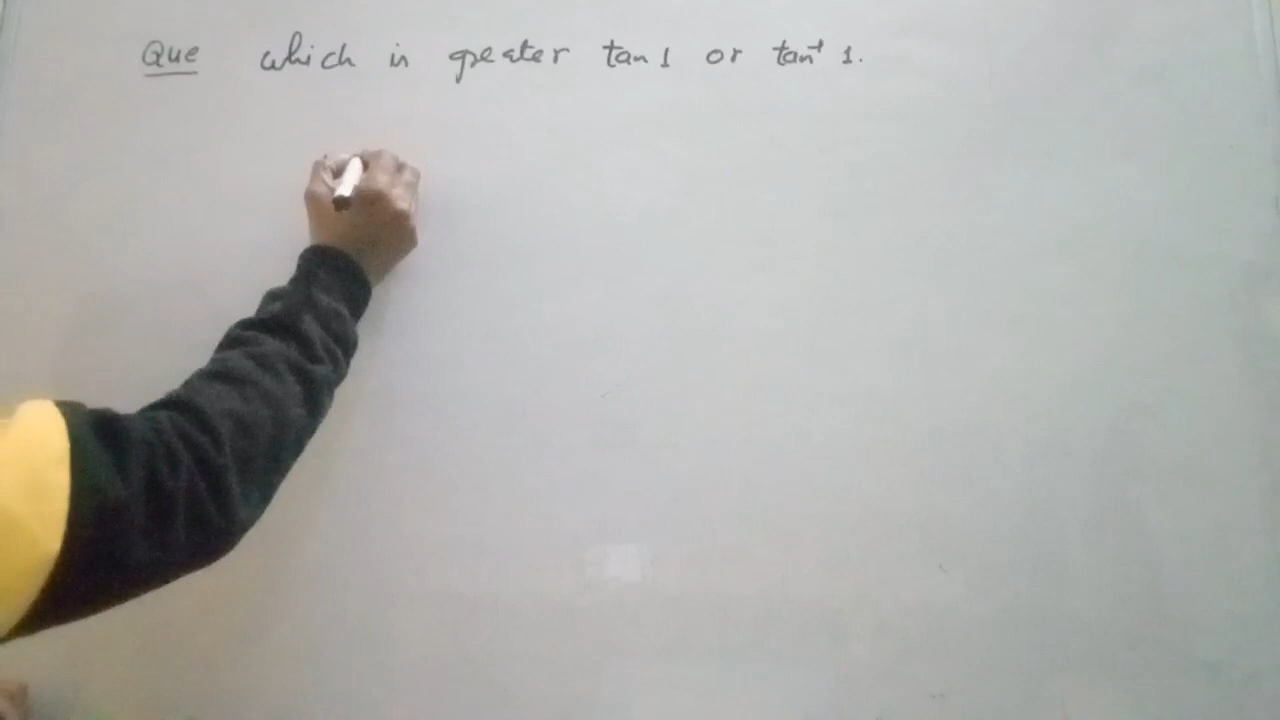 Que which is greater tan 1 or tan⁻¹ 1.